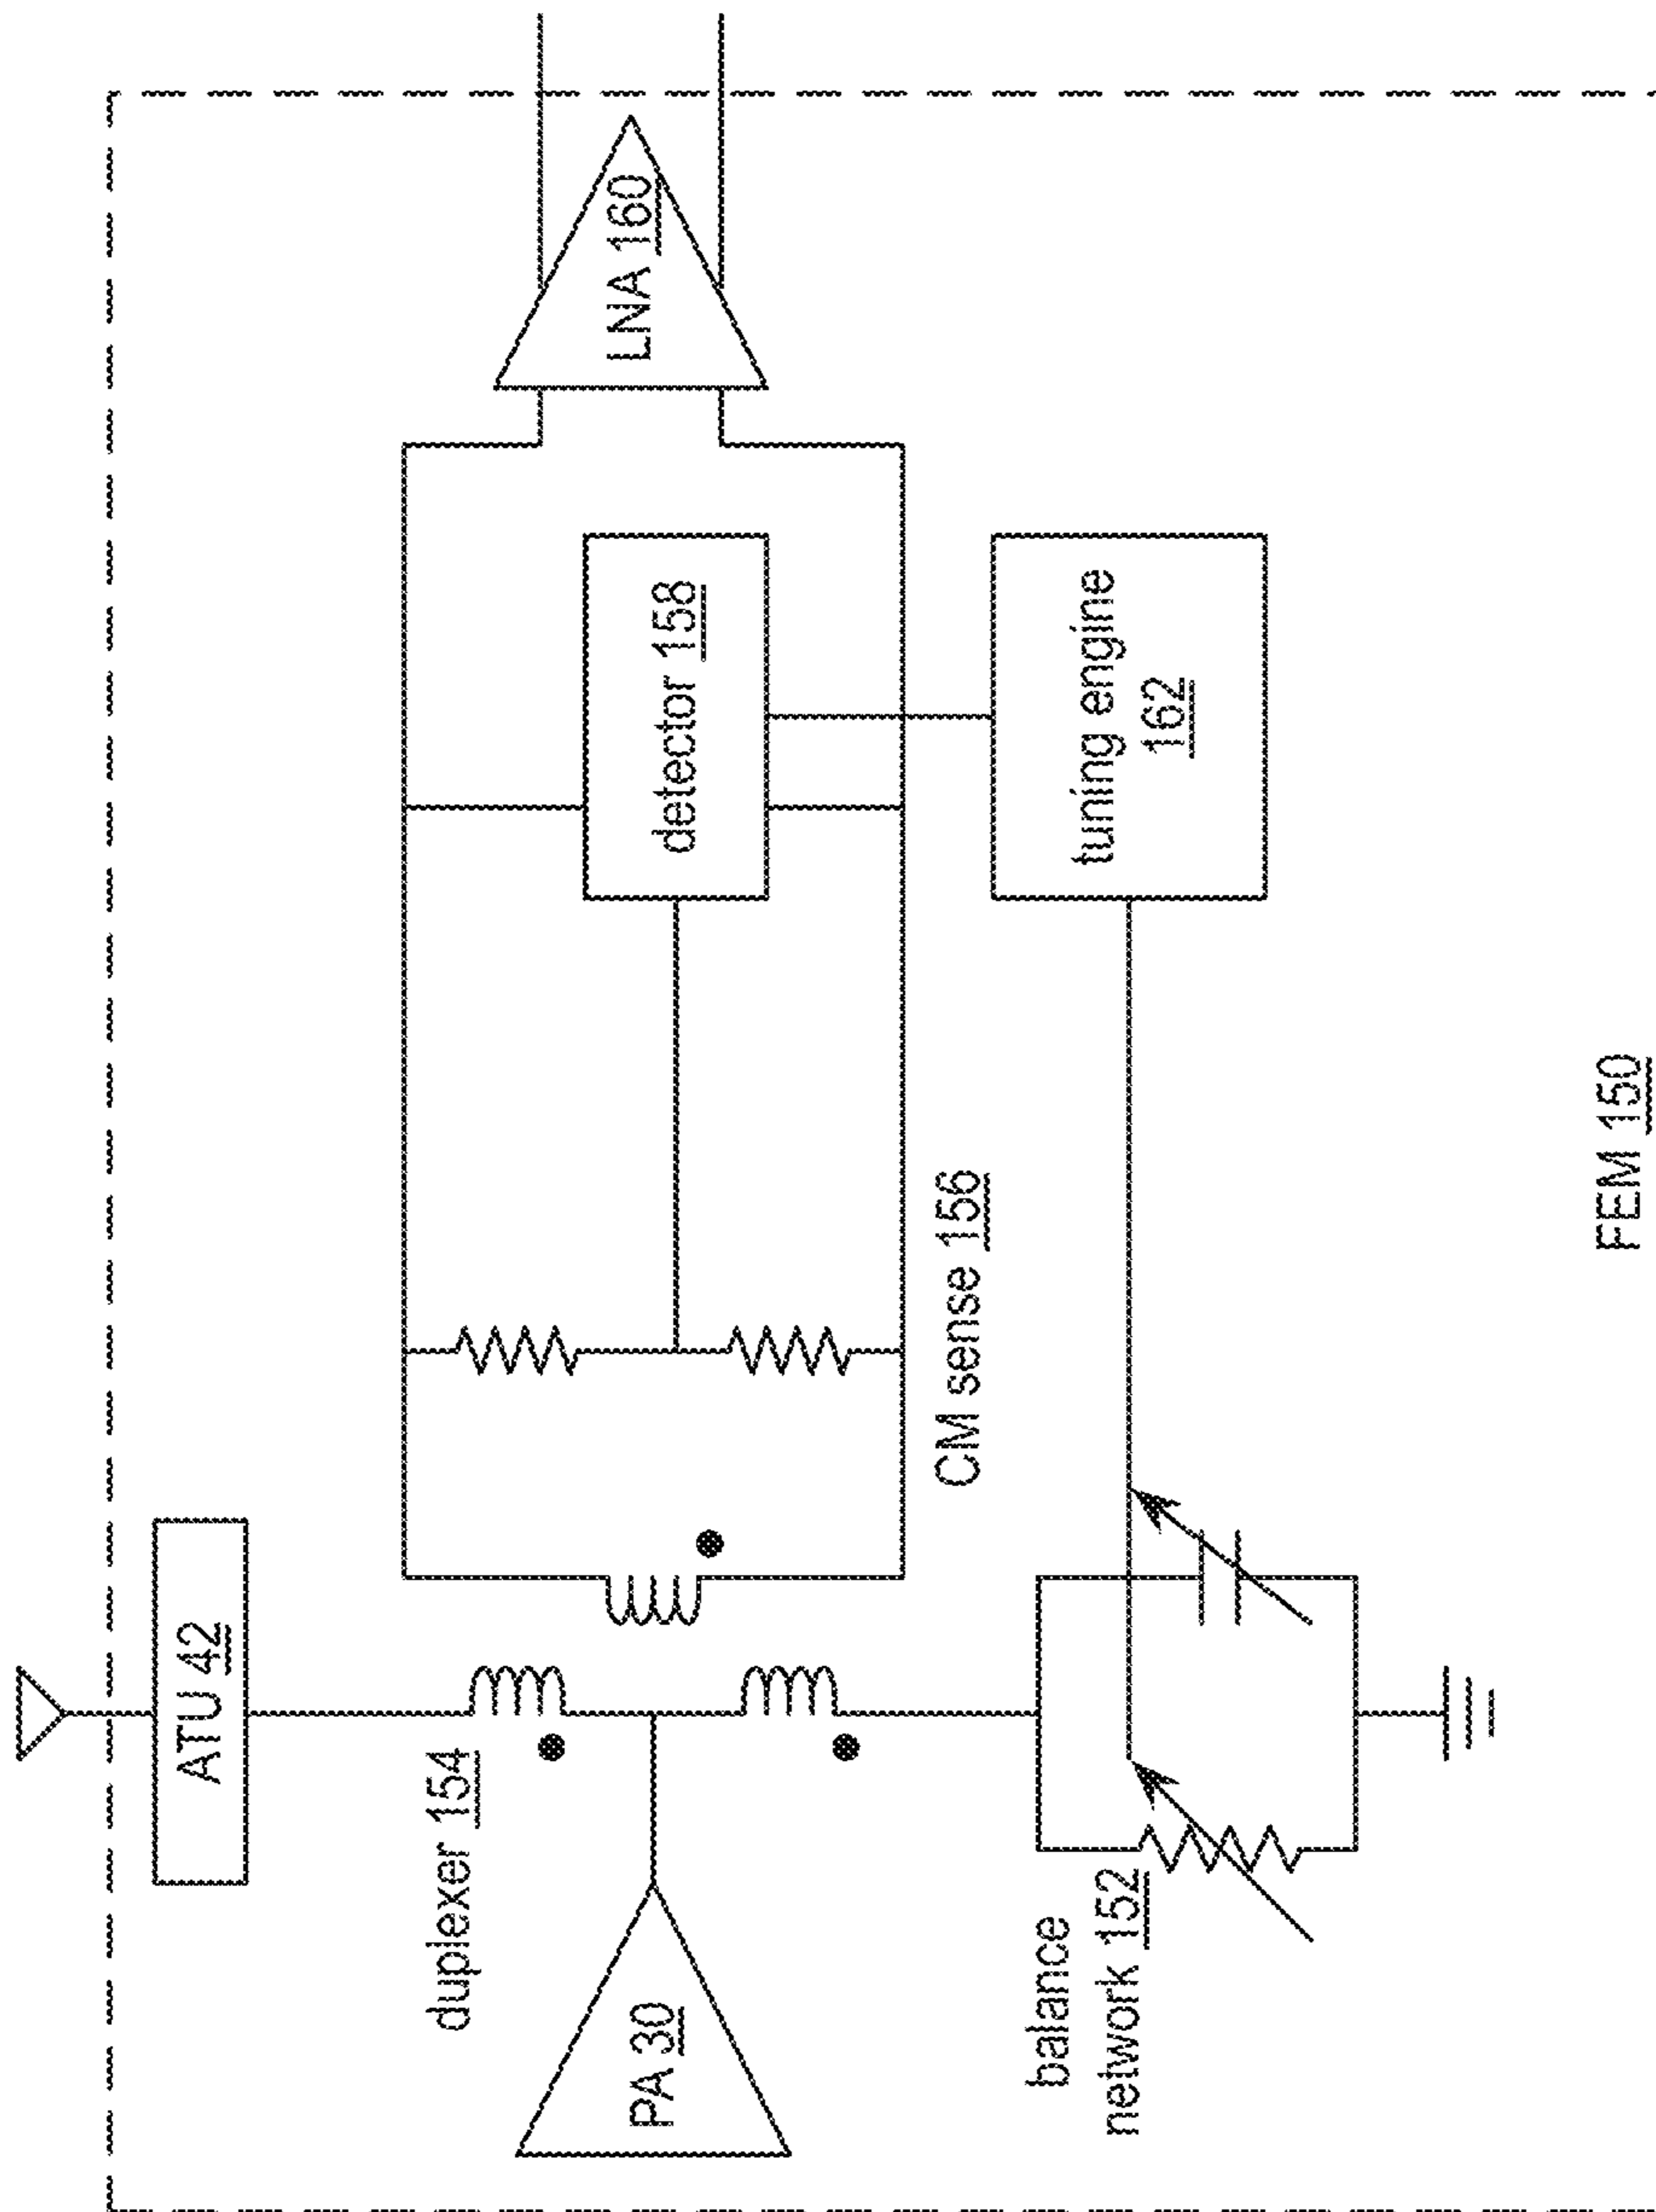 ATU 42
duplexer 154
PA 30
LNA 160
detector 158
CM sense 156
balance
network 152
tuning engine
162
FEM 150